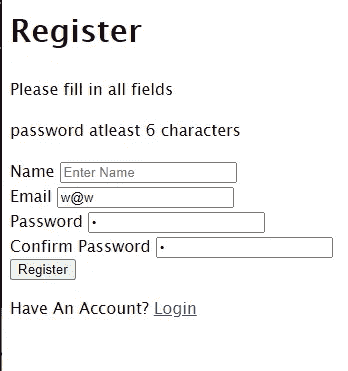 Register
Please fill in all fields
password atleast 6 characters
Name Enter Name
Email w@w
Password •
Confirm Password •
Register
Have An Account? Login